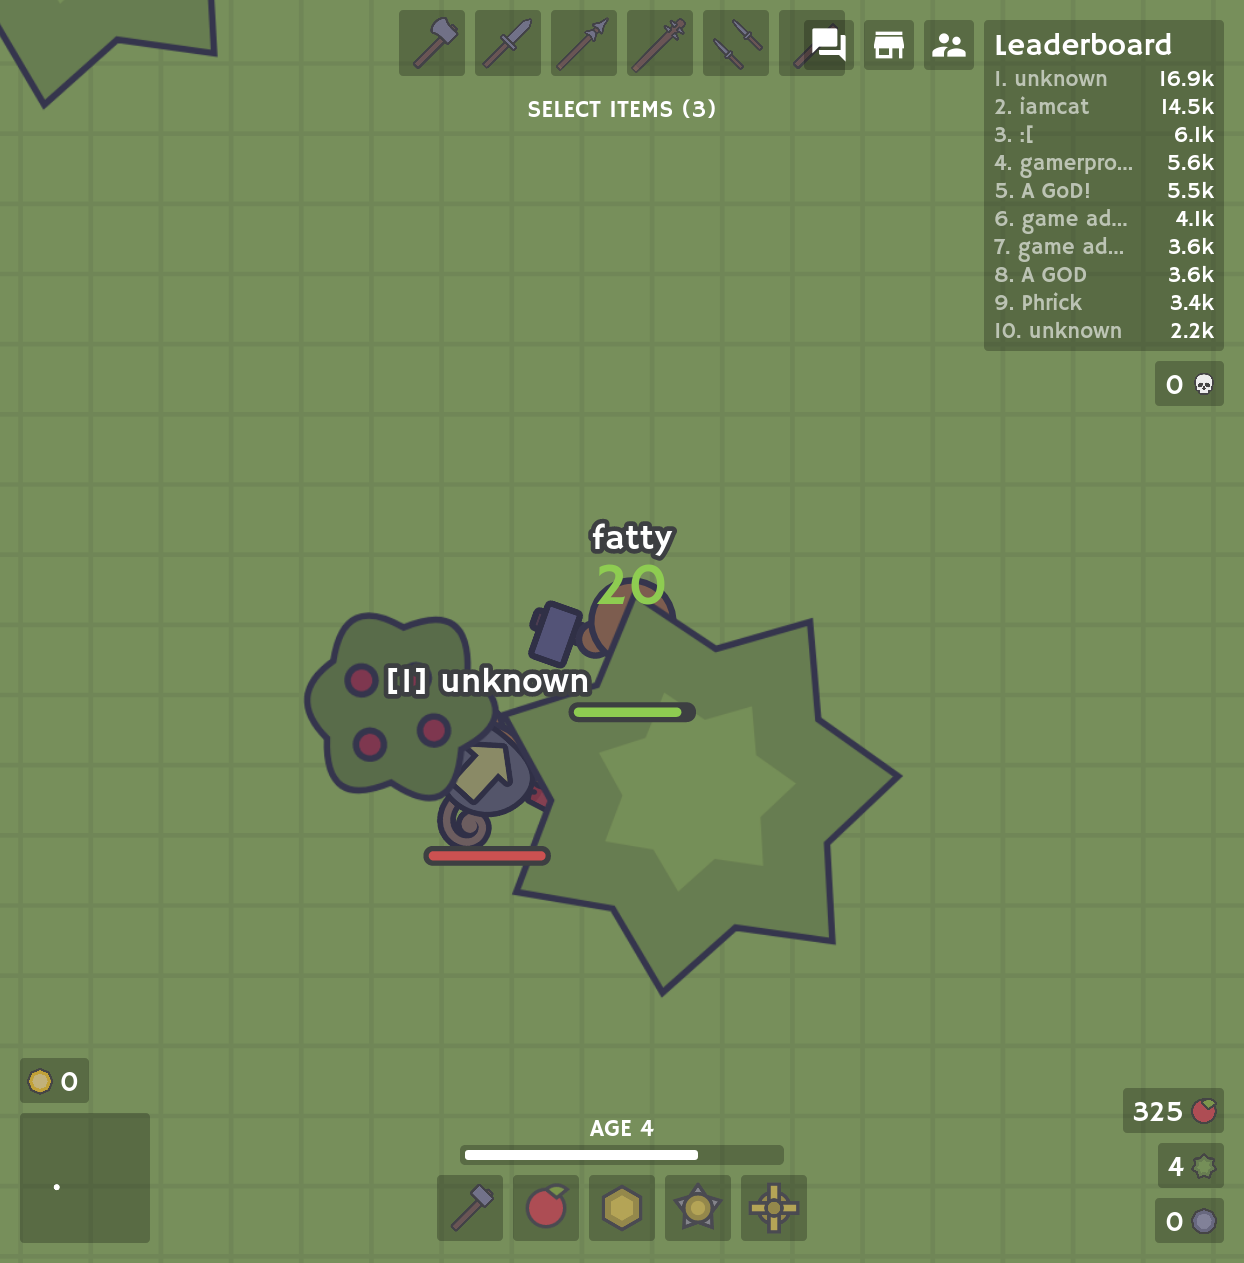 SELECT ITEMS (3)
Leaderboard
1. unknown 16.9k
2. iamcat 14.5k
3. :[ 6.1k
4. gamerpro... 5.6k
5. A GoD! 5.5k
6. game ad... 4.1k
7. game ad... 3.6k
8. A GOD 3.6k
9. Phrick 3.4k
10. unknown 2.2k
0
fatty
20
[1] unknown
0
AGE 4
325
4
0